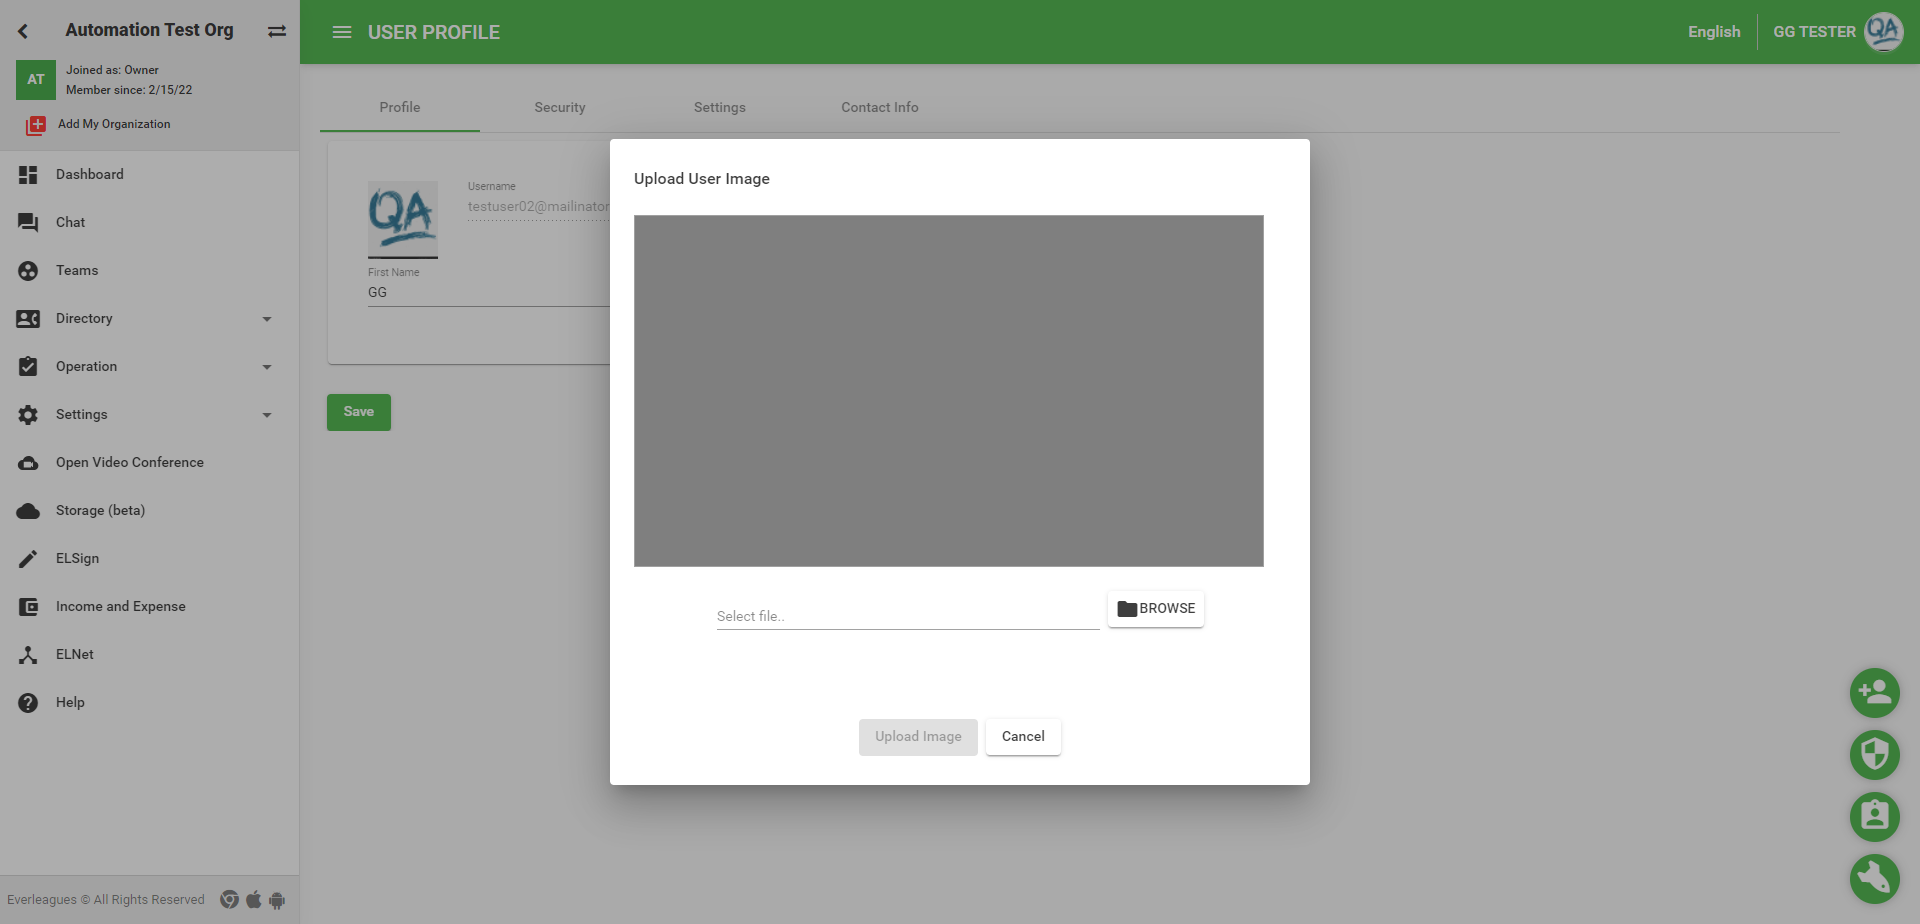 Automation Test Org
AT
Joined as: Owner
Member since: 2/15/22
Add My Organization
Dashboard
Chat
Teams
Directory
Operation
Settings
Open Video Conference
Storage (beta)
ELSign
Income and Expense
ELNet
Help
Everleagues © All Rights Reserved
USER PROFILE
English
GG TESTER
QA
Profile
Security
Settings
Contact Info
QA
Username
testuser02@mailinator
First Name
GG
Save
Upload User Image
Select file..
BROWSE
Upload Image
Cancel